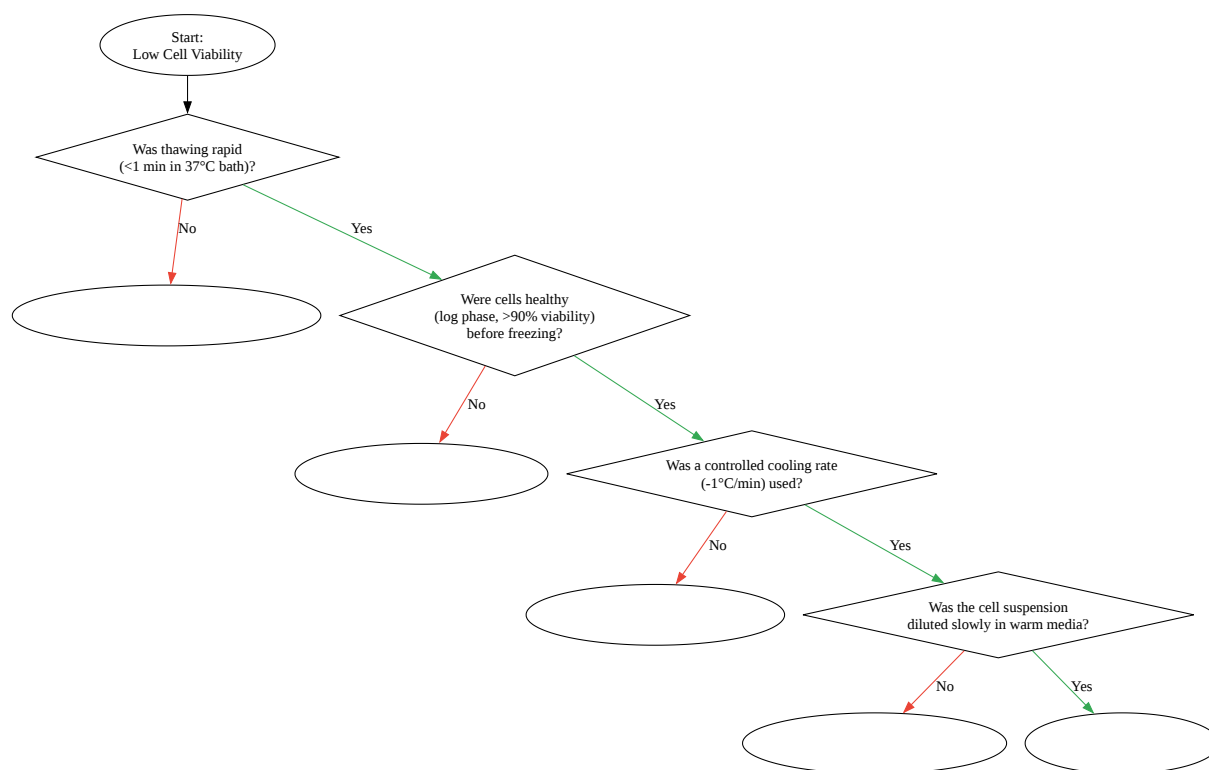 Start:
Low Cell Viability
Was thawing rapid
(<1 min in 37°C bath)?
No
Yes
Were cells healthy
(log phase, >90% viability)
before freezing?
No
Yes
Was a controlled cooling rate
(-1°C/min) used?
No
Yes
Was the cell suspension
diluted slowly in warm media?
No
Yes